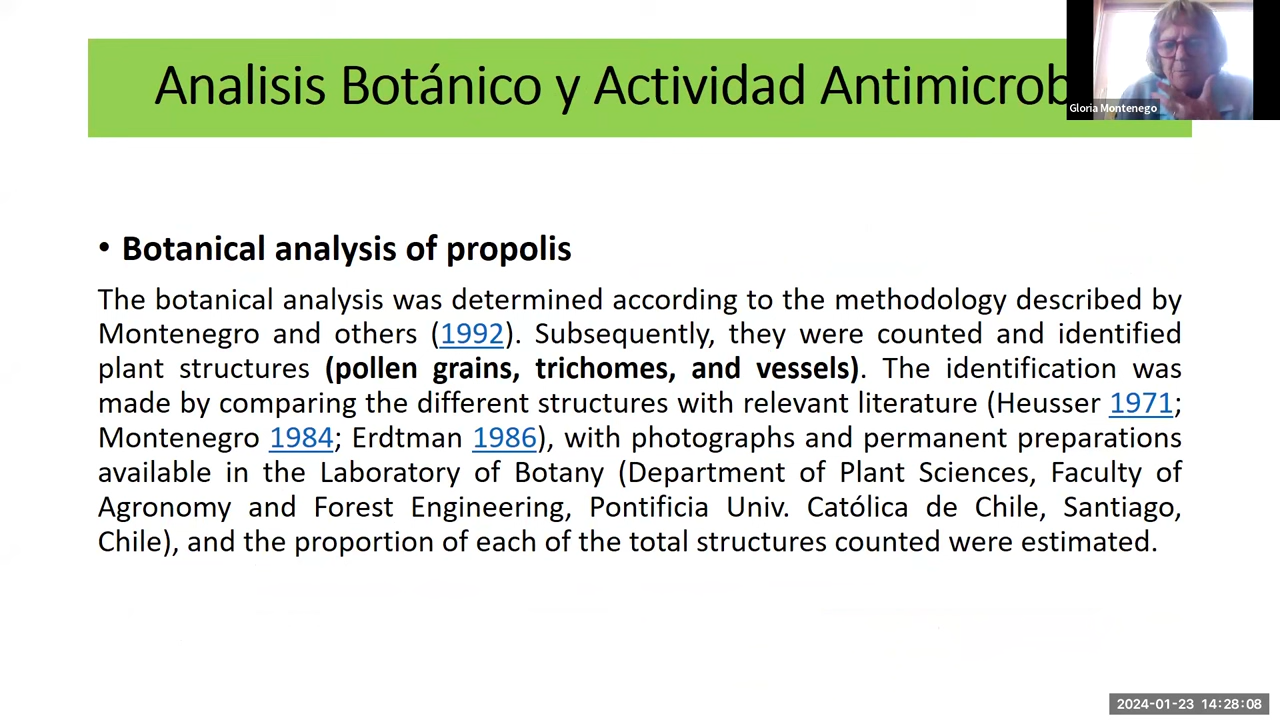 Analisis Botánico y Actividad Antimicrob
Gloria Montenego
• Botanical analysis of propolis
The botanical analysis was determined according to the methodology described by
Montenegro and others (1992). Subsequently, they were counted and identified
plant structures (pollen grains, trichomes, and vessels). The identification was
made by comparing the different structures with relevant literature (Heusser 1971;
Montenegro 1984; Erdtman 1986), with photographs and permanent preparations
available in the Laboratory of Botany (Department of Plant Sciences, Faculty of
Agronomy and Forest Engineering, Pontificia Univ. Católica de Chile, Santiago,
Chile), and the proportion of each of the total structures counted were estimated.
2024-01-23 14:28:08